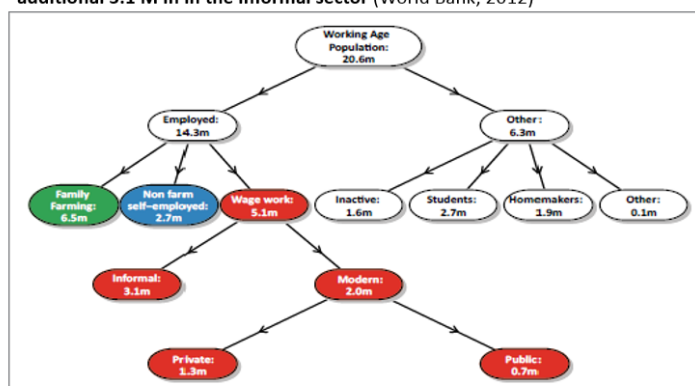 additional 3.1 M in in the informal sector (World Bank, 2012)
Working Age
Population:
20.6m
Employed:
14.3m
Other :
6.3m
Family
Farming:
6.5m
Non farm
self-employed:
2.7m
Wage work:
5.1m
Inactive:
1.6m
Students:
2.7m
Homemakers:
1.9m
Other:
0.1m
Informal:
3.1m
Modern:
2.0m
Private:
1.3m
Public:
0.7m